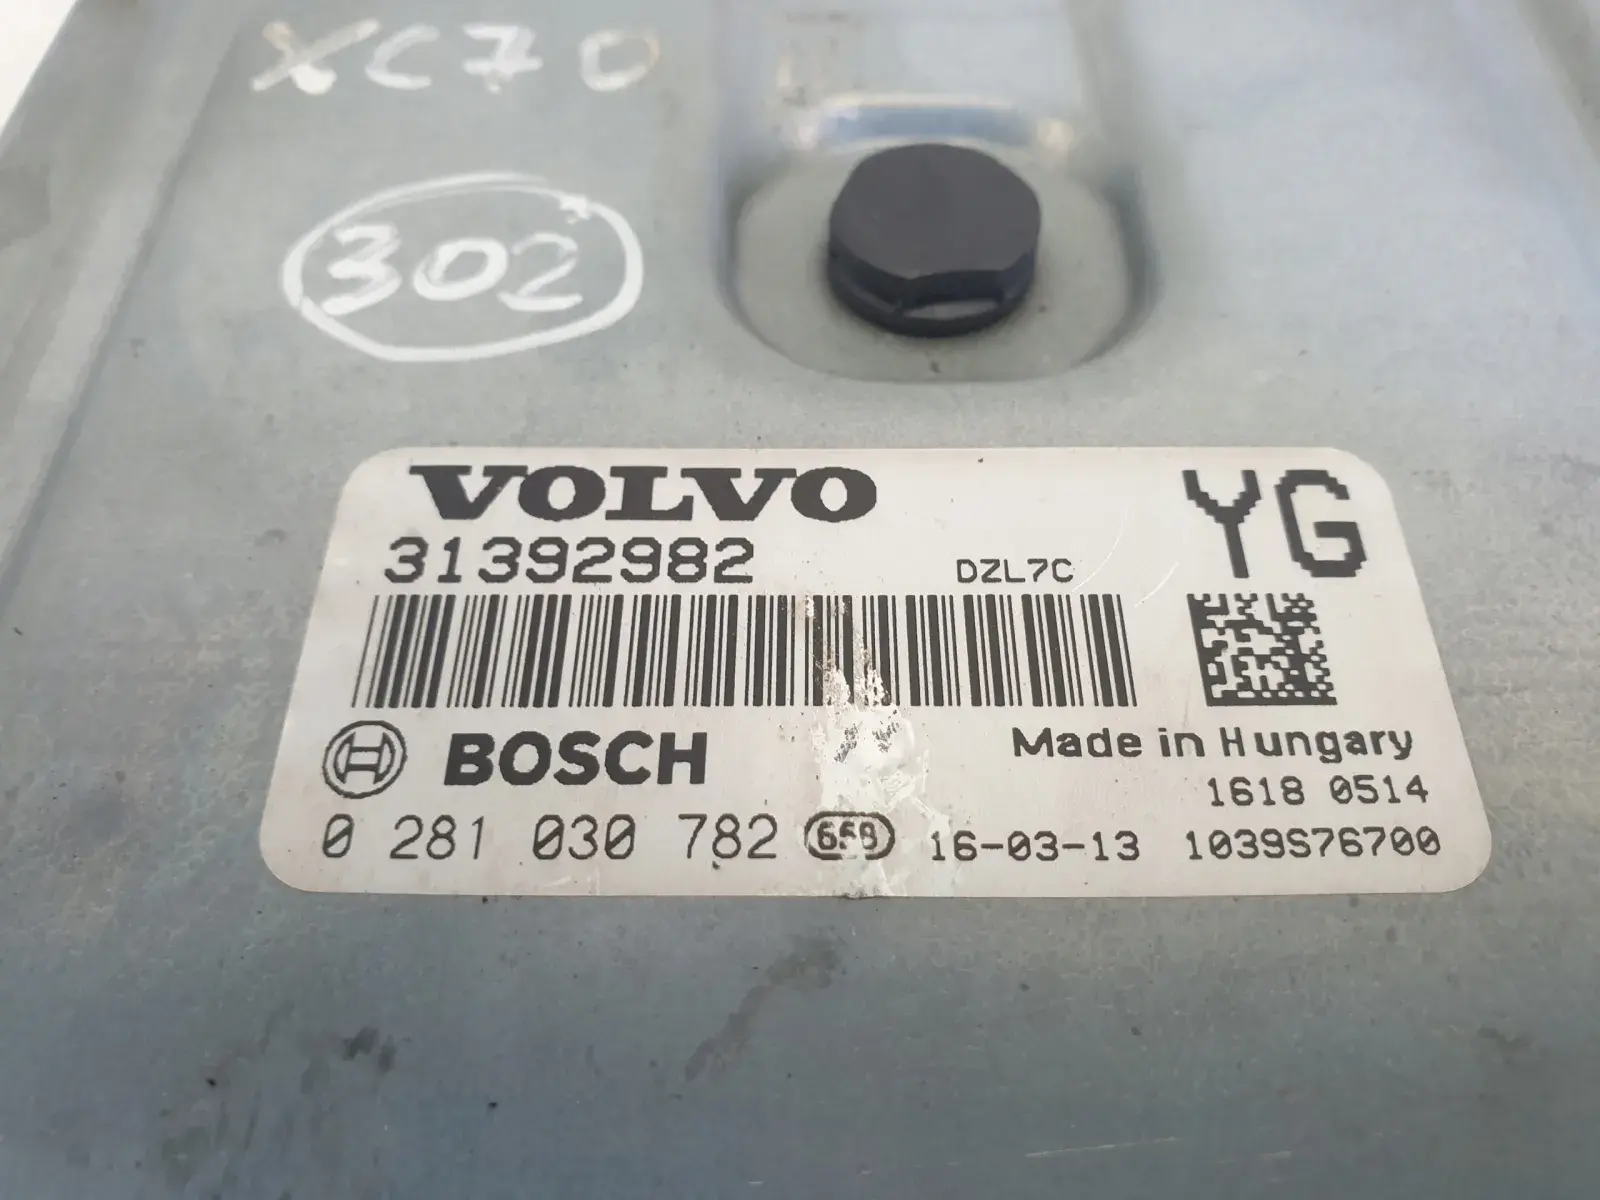 XC70
302
VOLVO
YG
31392982 DZL7C
BOSCH
Made in Hungary
1618 0514
0 281 030 782 658 16-03-13 1039S76700